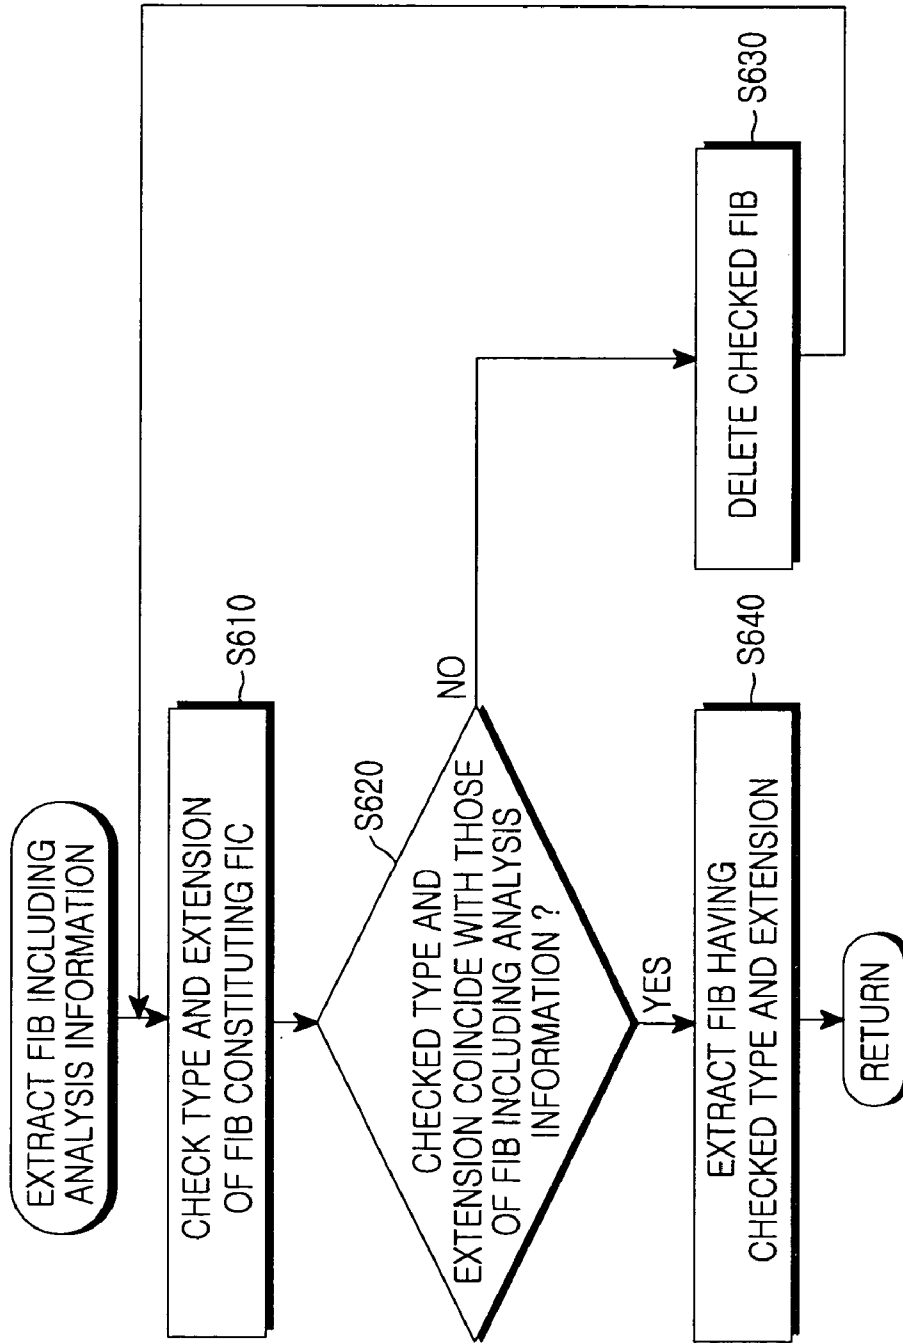 EXTRACT FIB INCLUDING
ANALYSIS INFORMATION
CHECK TYPE AND EXTENSION
OF FIB CONSTITUTING FIC
S610
CHECKED TYPE AND
EXTENSION COINCIDE WITH THOSE
OF FIB INCLUDING ANALYSIS
INFORMATION ?
S620
NO
DELETE CHECKED FIB
S630
YES
EXTRACT FIB HAVING
CHECKED TYPE AND EXTENSION
S640
RETURN